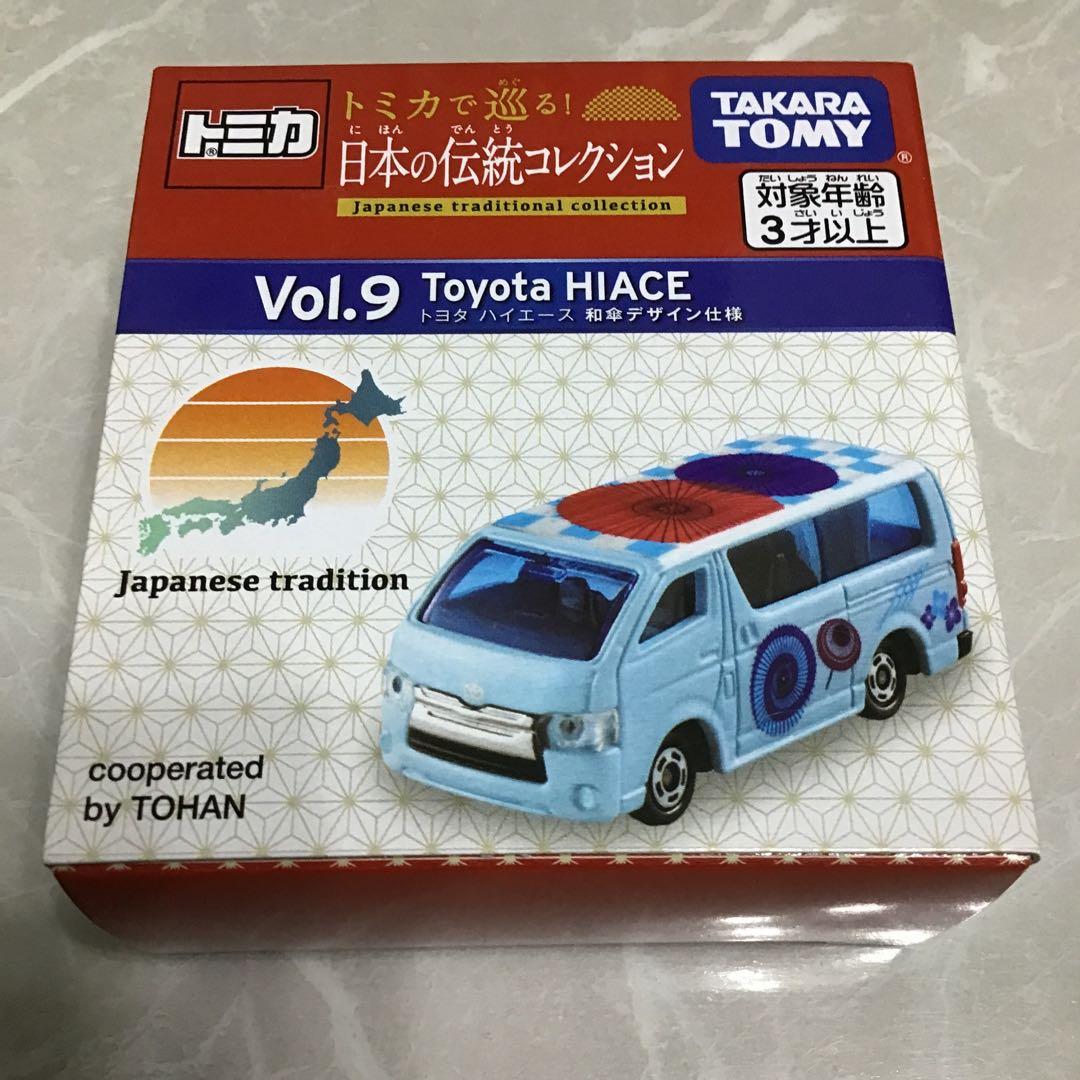 トミカ®
トミカで巡る!
めぐ
日本の伝統コレクション
にほん でんとう
Japanese traditional collection
TAKARA
TOMY®
たいしょうねんれい
対象年齢
さいいじょう
3才以上
Vol.9 Toyota HIACE
トヨタ ハイエース 和傘デザイン仕様
Japanese tradition
cooperated
by TOHAN